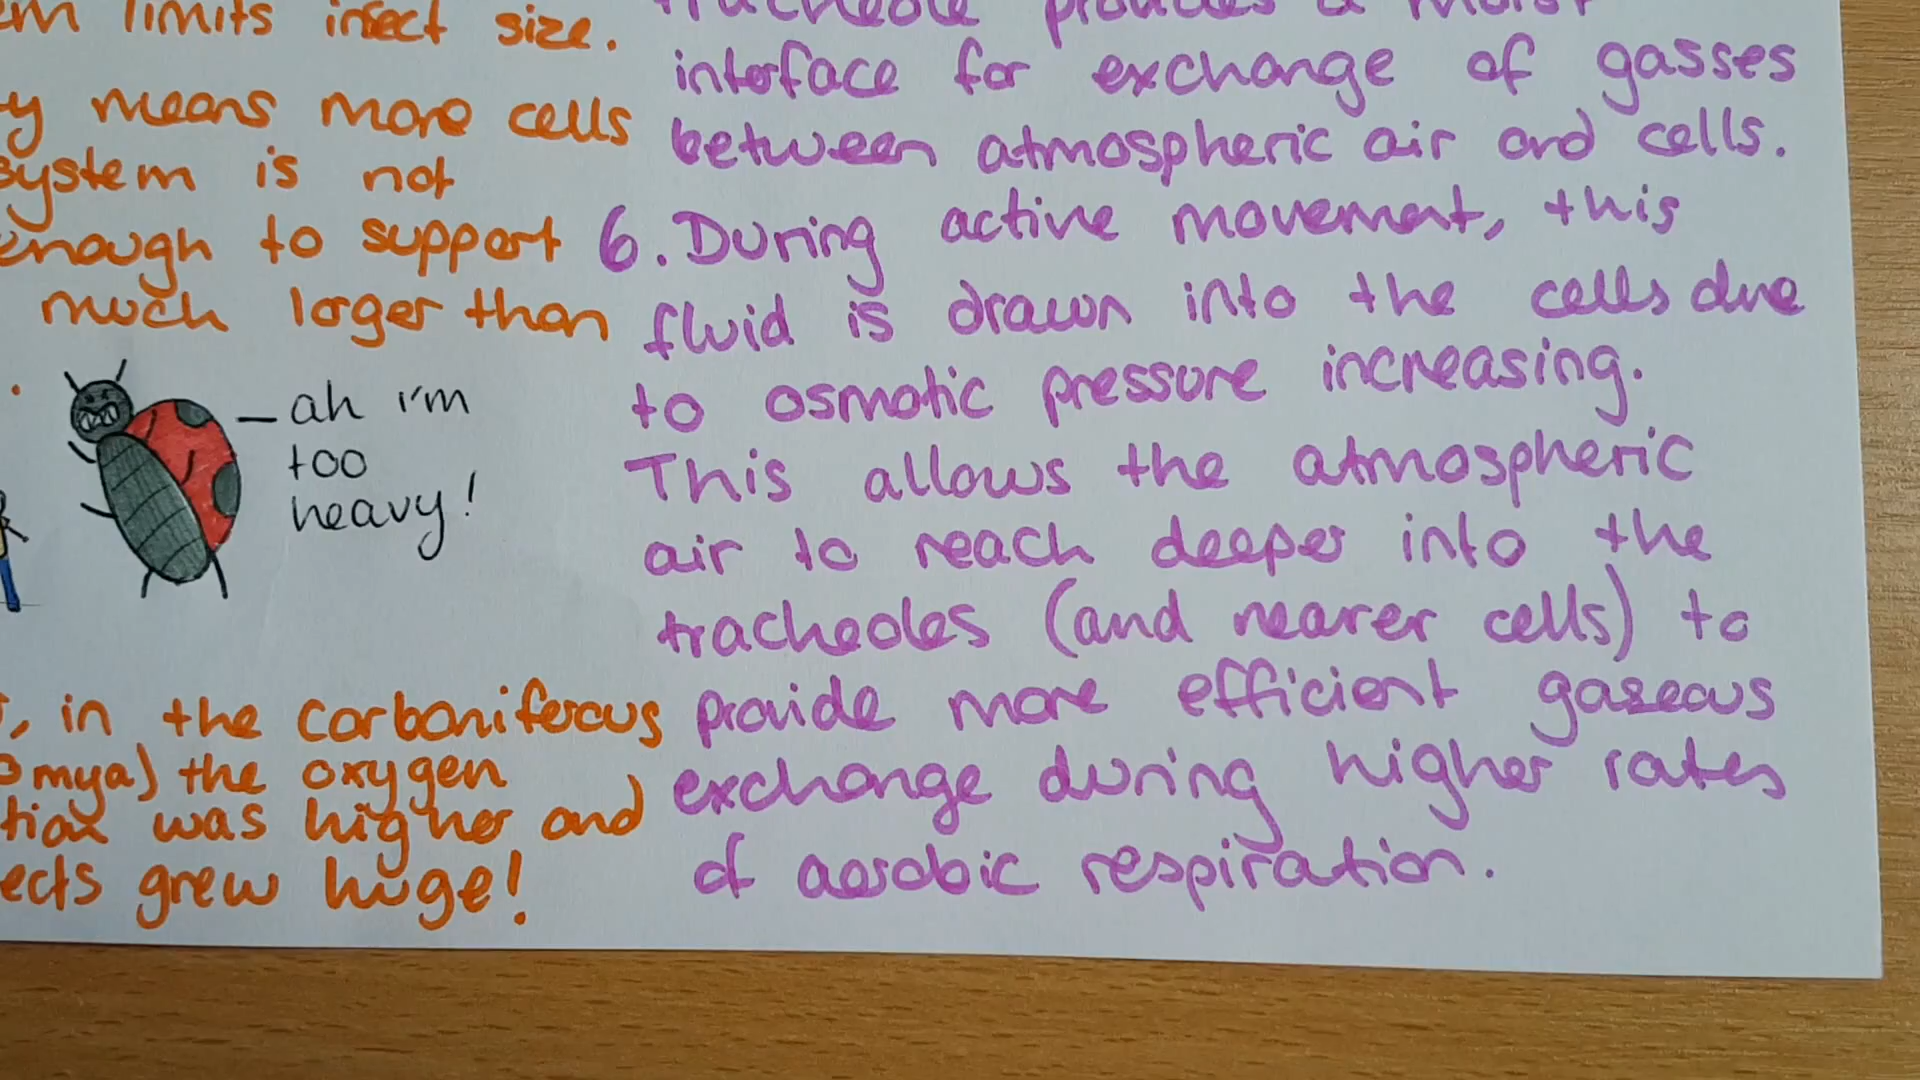 em limits insect size.
y means more cells
system is not
enough to support
much larger than
- ah i'm
too
heavy!
, in the carboniferous
mya) the oxygen
was higher and
ects grew huge!
tracheole provides a moist
interface for exchange of gasses
between atmospheric air and cells.
6. During active movement, this
fluid is drawn into the cells due
to osmotic pressure increasing.
This allows the atmospheric
air to reach deeper into the
tracheoles (and nearer cells) to
provide more efficient gaseous
exchange during higher rates
of aerobic respiration.